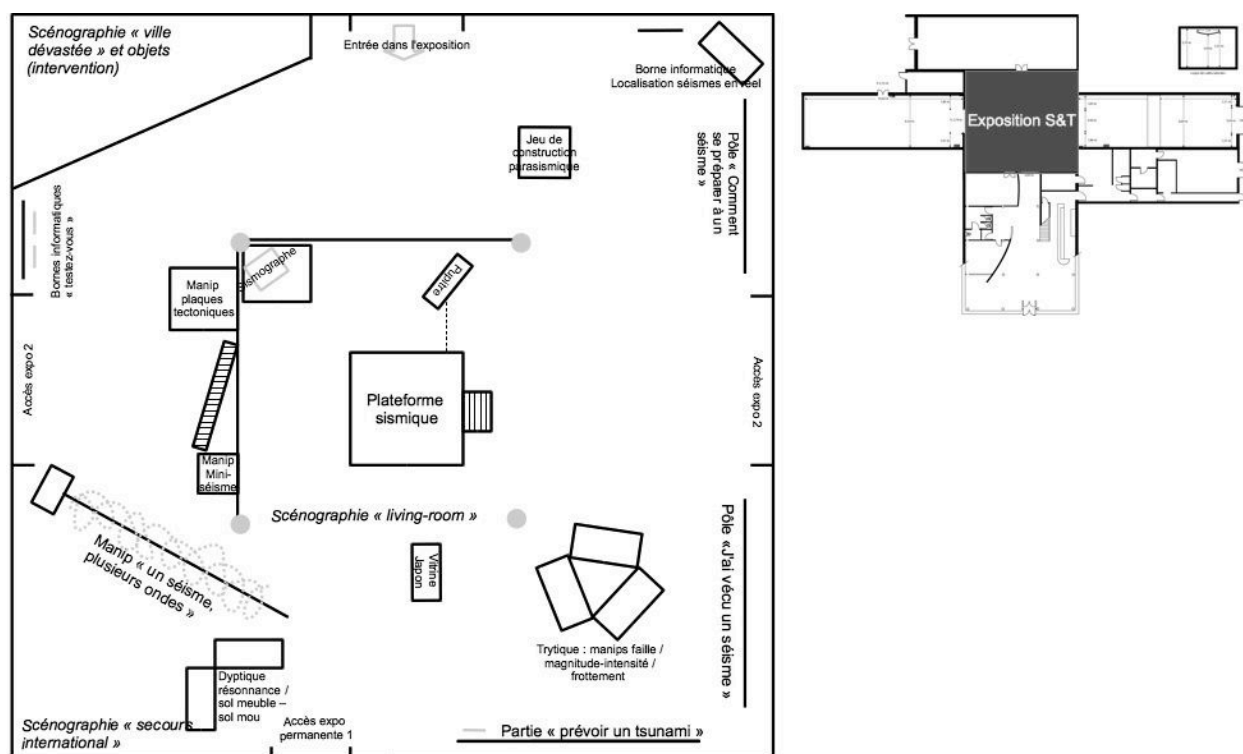 Scénographie « ville
dévastée » et objets
(intervention)
Entrée dans l'exposition
Borne informatique
Localisation séismes en réel
Jeu de
construction
parasismique
Pôle « Comment
se préparer à un
séisme »
Bornes informatiques
« testez-vous »
Sismographe
Pupitre
Manip
plaques
tectoniques
Accès expo 2
Plateforme
sismique
Accès expo 2
Manip
Mini-
séisme
Scénographie « living-room »
Manip « un séisme,
plusieurs ondes »
Vitrine
Japon
Pôle «J'ai vécu un séisme »
Trytique : manips faille /
magnitude-intensité /
frottement
Dyptique
résonnance /
sol meuble –
sol mou
Scénographie « secours
international »
Accès expo
permanente 1
Partie « prévoir un tsunami »
Exposition S&T